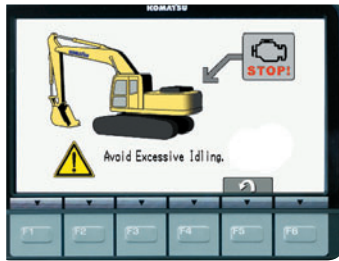 KOMATSU
STOP!
Avoid Excessive Idling.
F1 F2 F3 F4 F5 F6